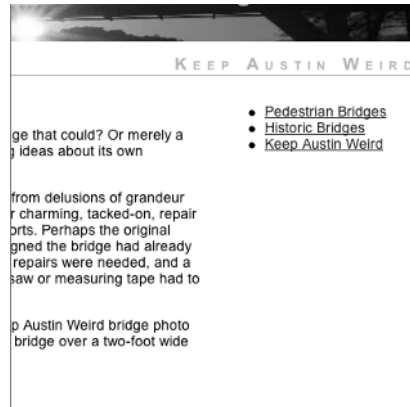 KEEP AUSTIN WEIRD
ge that could? Or merely a
g ideas about its own
from delusions of grandeur
r charming, tacked-on, repair
orts. Perhaps the original
gned the bridge had already
repairs were needed, and a
saw or measuring tape had to
p Austin Weird bridge photo
bridge over a two-foot wide
Pedestrian Bridges
Historic Bridges
Keep Austin Weird